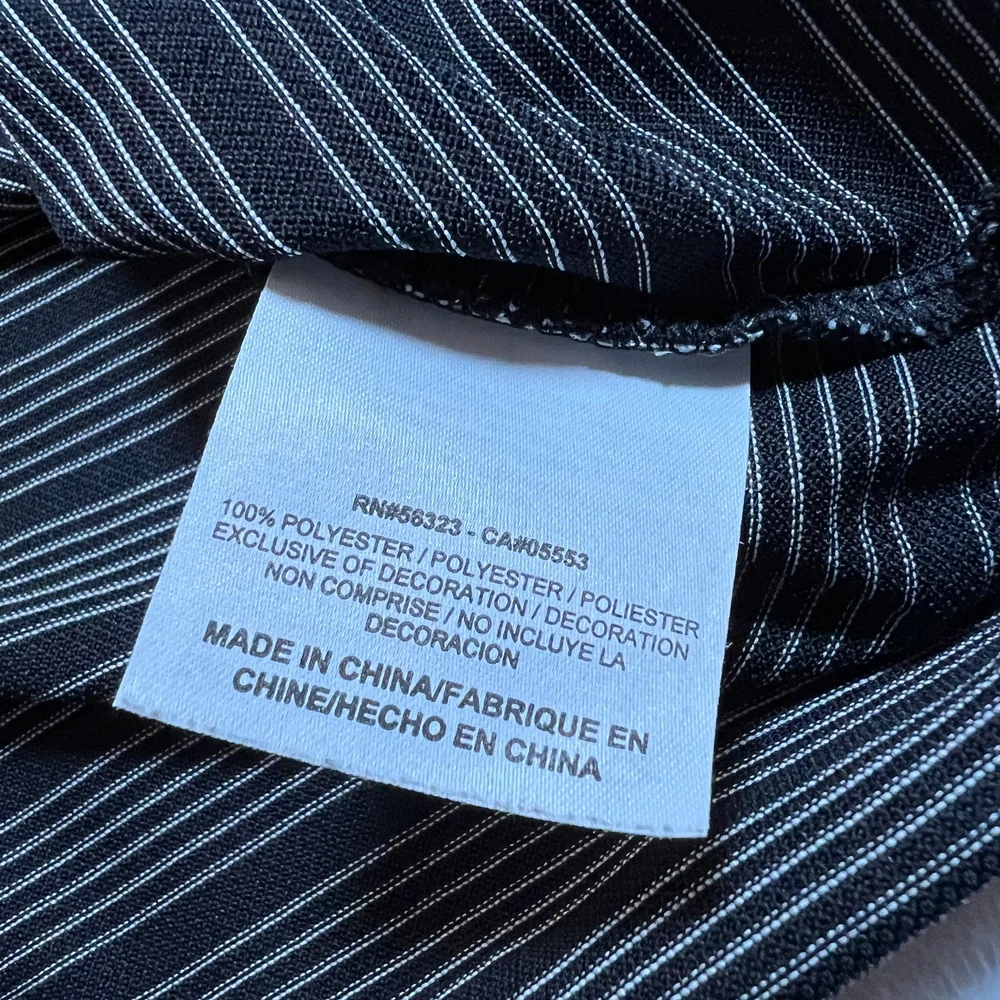 RN#56323 - CA#05553
100% POLYESTER / POLYESTER / POLIESTER
EXCLUSIVE OF DECORATION / DECORATION
NON COMPRISE / NO INCLUYE LA
DECORACION
MADE IN CHINA/FABRIQUE EN
CHINE/HECHO EN CHINA